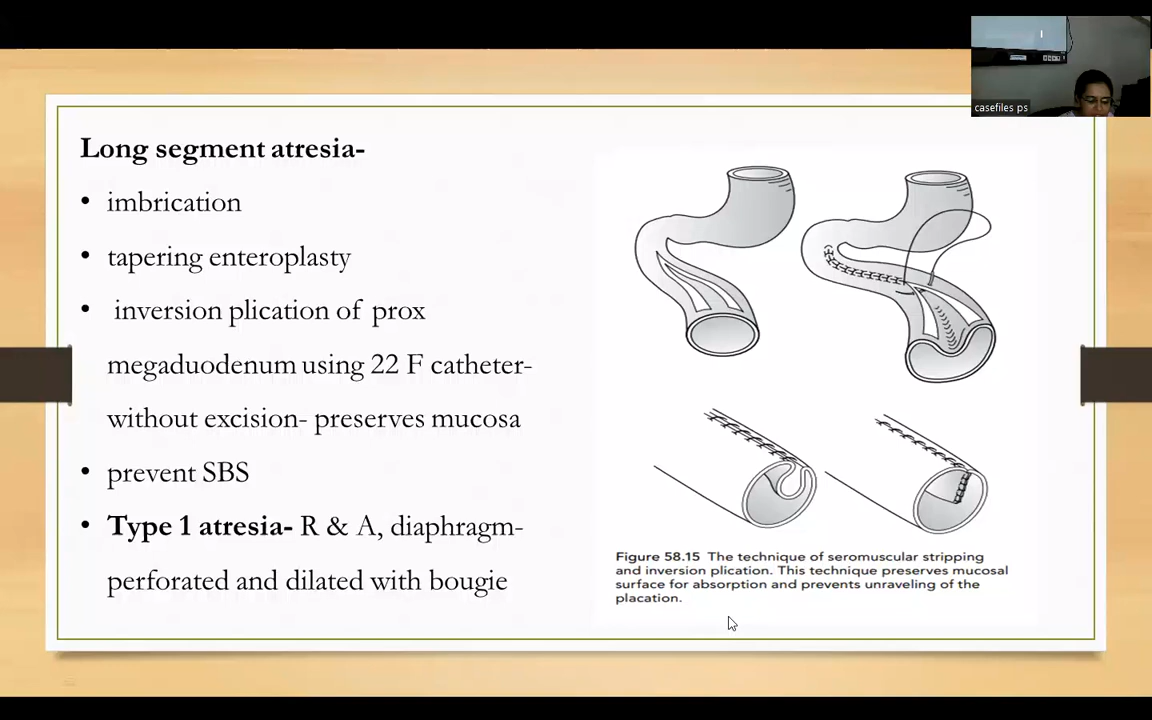 casefiles ps
Long segment atresia-
• imbrication
• tapering enteroplasty
• inversion plication of prox
megaduodenum using 22 F catheter-
without excision- preserves mucosa
• prevent SBS
• Type 1 atresia- R & A, diaphragm-
perforated and dilated with bougie
Figure 58.15 The technique of seromuscular stripping
and inversion plication. This technique preserves mucosal
surface for absorption and prevents unraveling of the
placation.